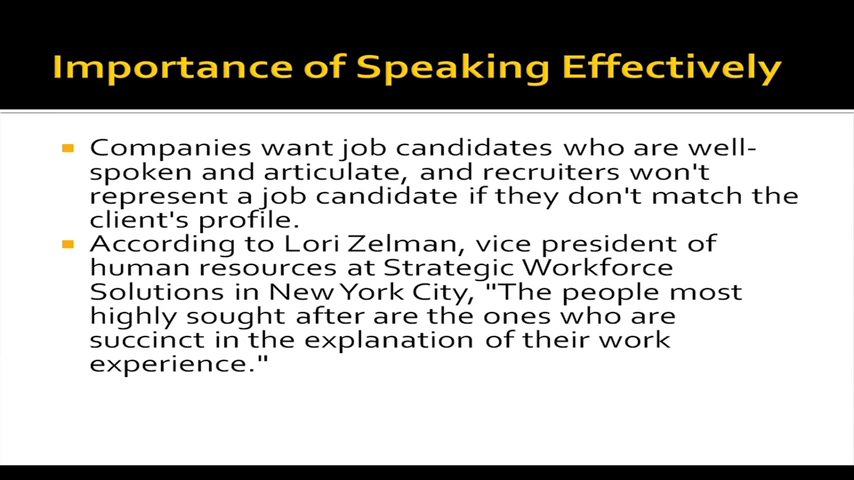 Importance of Speaking Effectively
Companies want job candidates who are well-
spoken and articulate, and recruiters won't
represent a job candidate if they don't match the
client's profile.
According to Lori Zelman, vice president of
human resources at Strategic Workforce
Solutions in New York City, "The people most
highly sought after are the ones who are
succinct in the explanation of their work
experience."